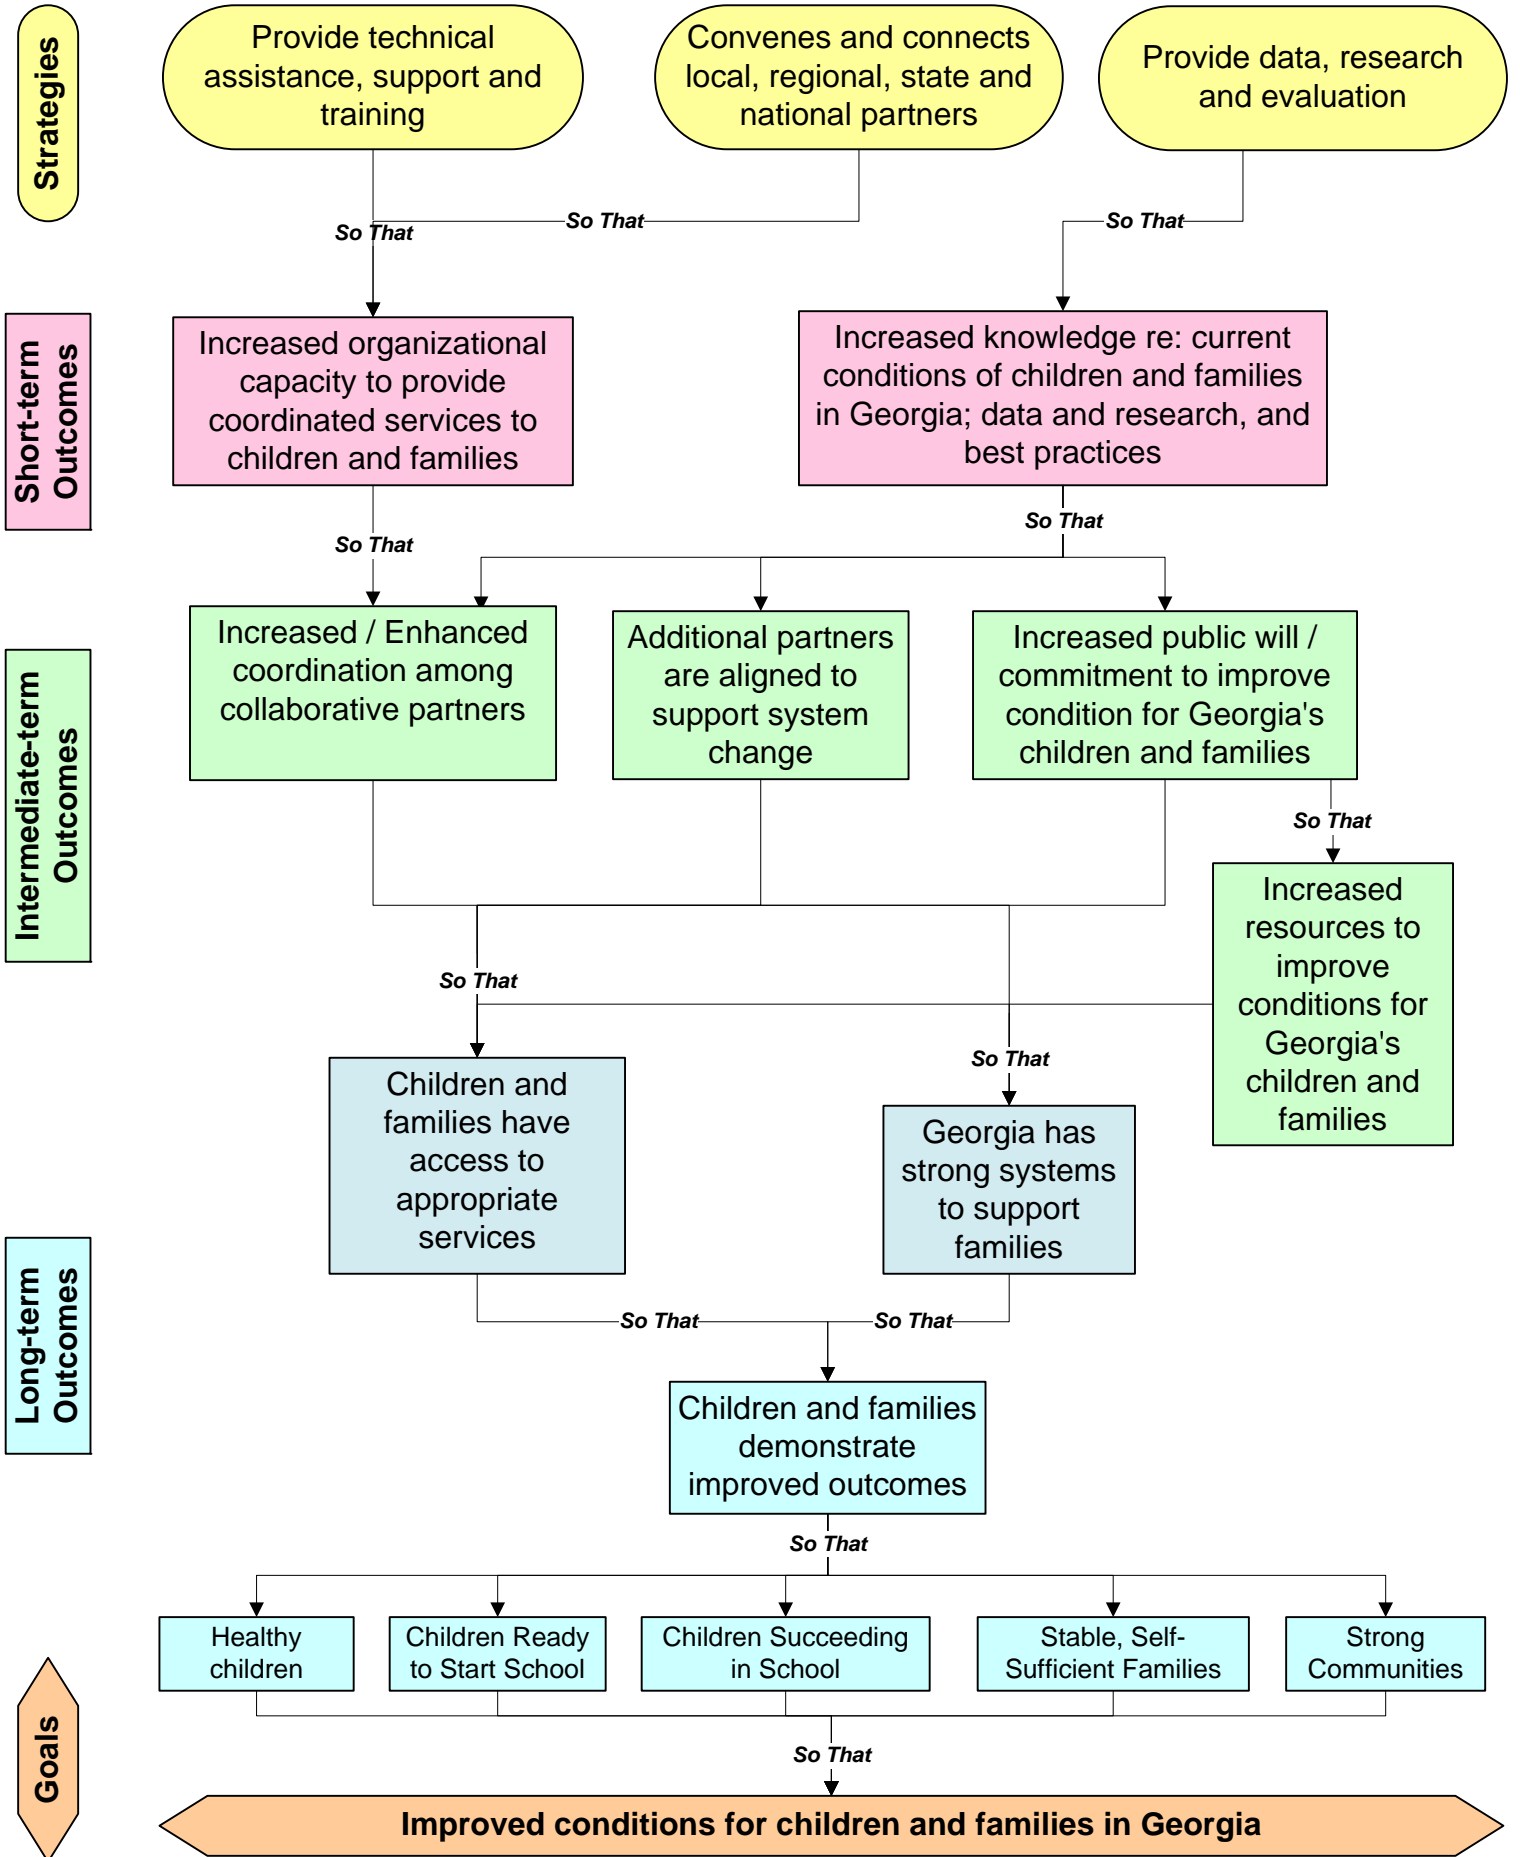 Strategies
Provide technical
assistance, support and
training
Convenes and connects
local, regional, state and
national partners
Provide data, research
and evaluation
So That
So That
So That
Short-term
Outcomes
Increased organizational
capacity to provide
coordinated services to
children and families
Increased knowledge re: current
conditions of children and families
in Georgia; data and research, and
best practices
So That
So That
Intermediate-term
Outcomes
Increased / Enhanced
coordination among
collaborative partners
Additional partners
are aligned to
support system
change
Increased public will /
commitment to improve
condition for Georgia's
children and families
So That
Increased
resources to
improve
conditions for
Georgia's
children and
families
So That
So That
Long-term
Outcomes
Children and
families have
access to
appropriate
services
Georgia has
strong systems
to support
families
So That
So That
Children and families
demonstrate
improved outcomes
So That
Healthy
children
Children Ready
to Start School
Children Succeeding
in School
Stable, Self-
Sufficient Families
Strong
Communities
So That
Goals
Improved conditions for children and families in Georgia